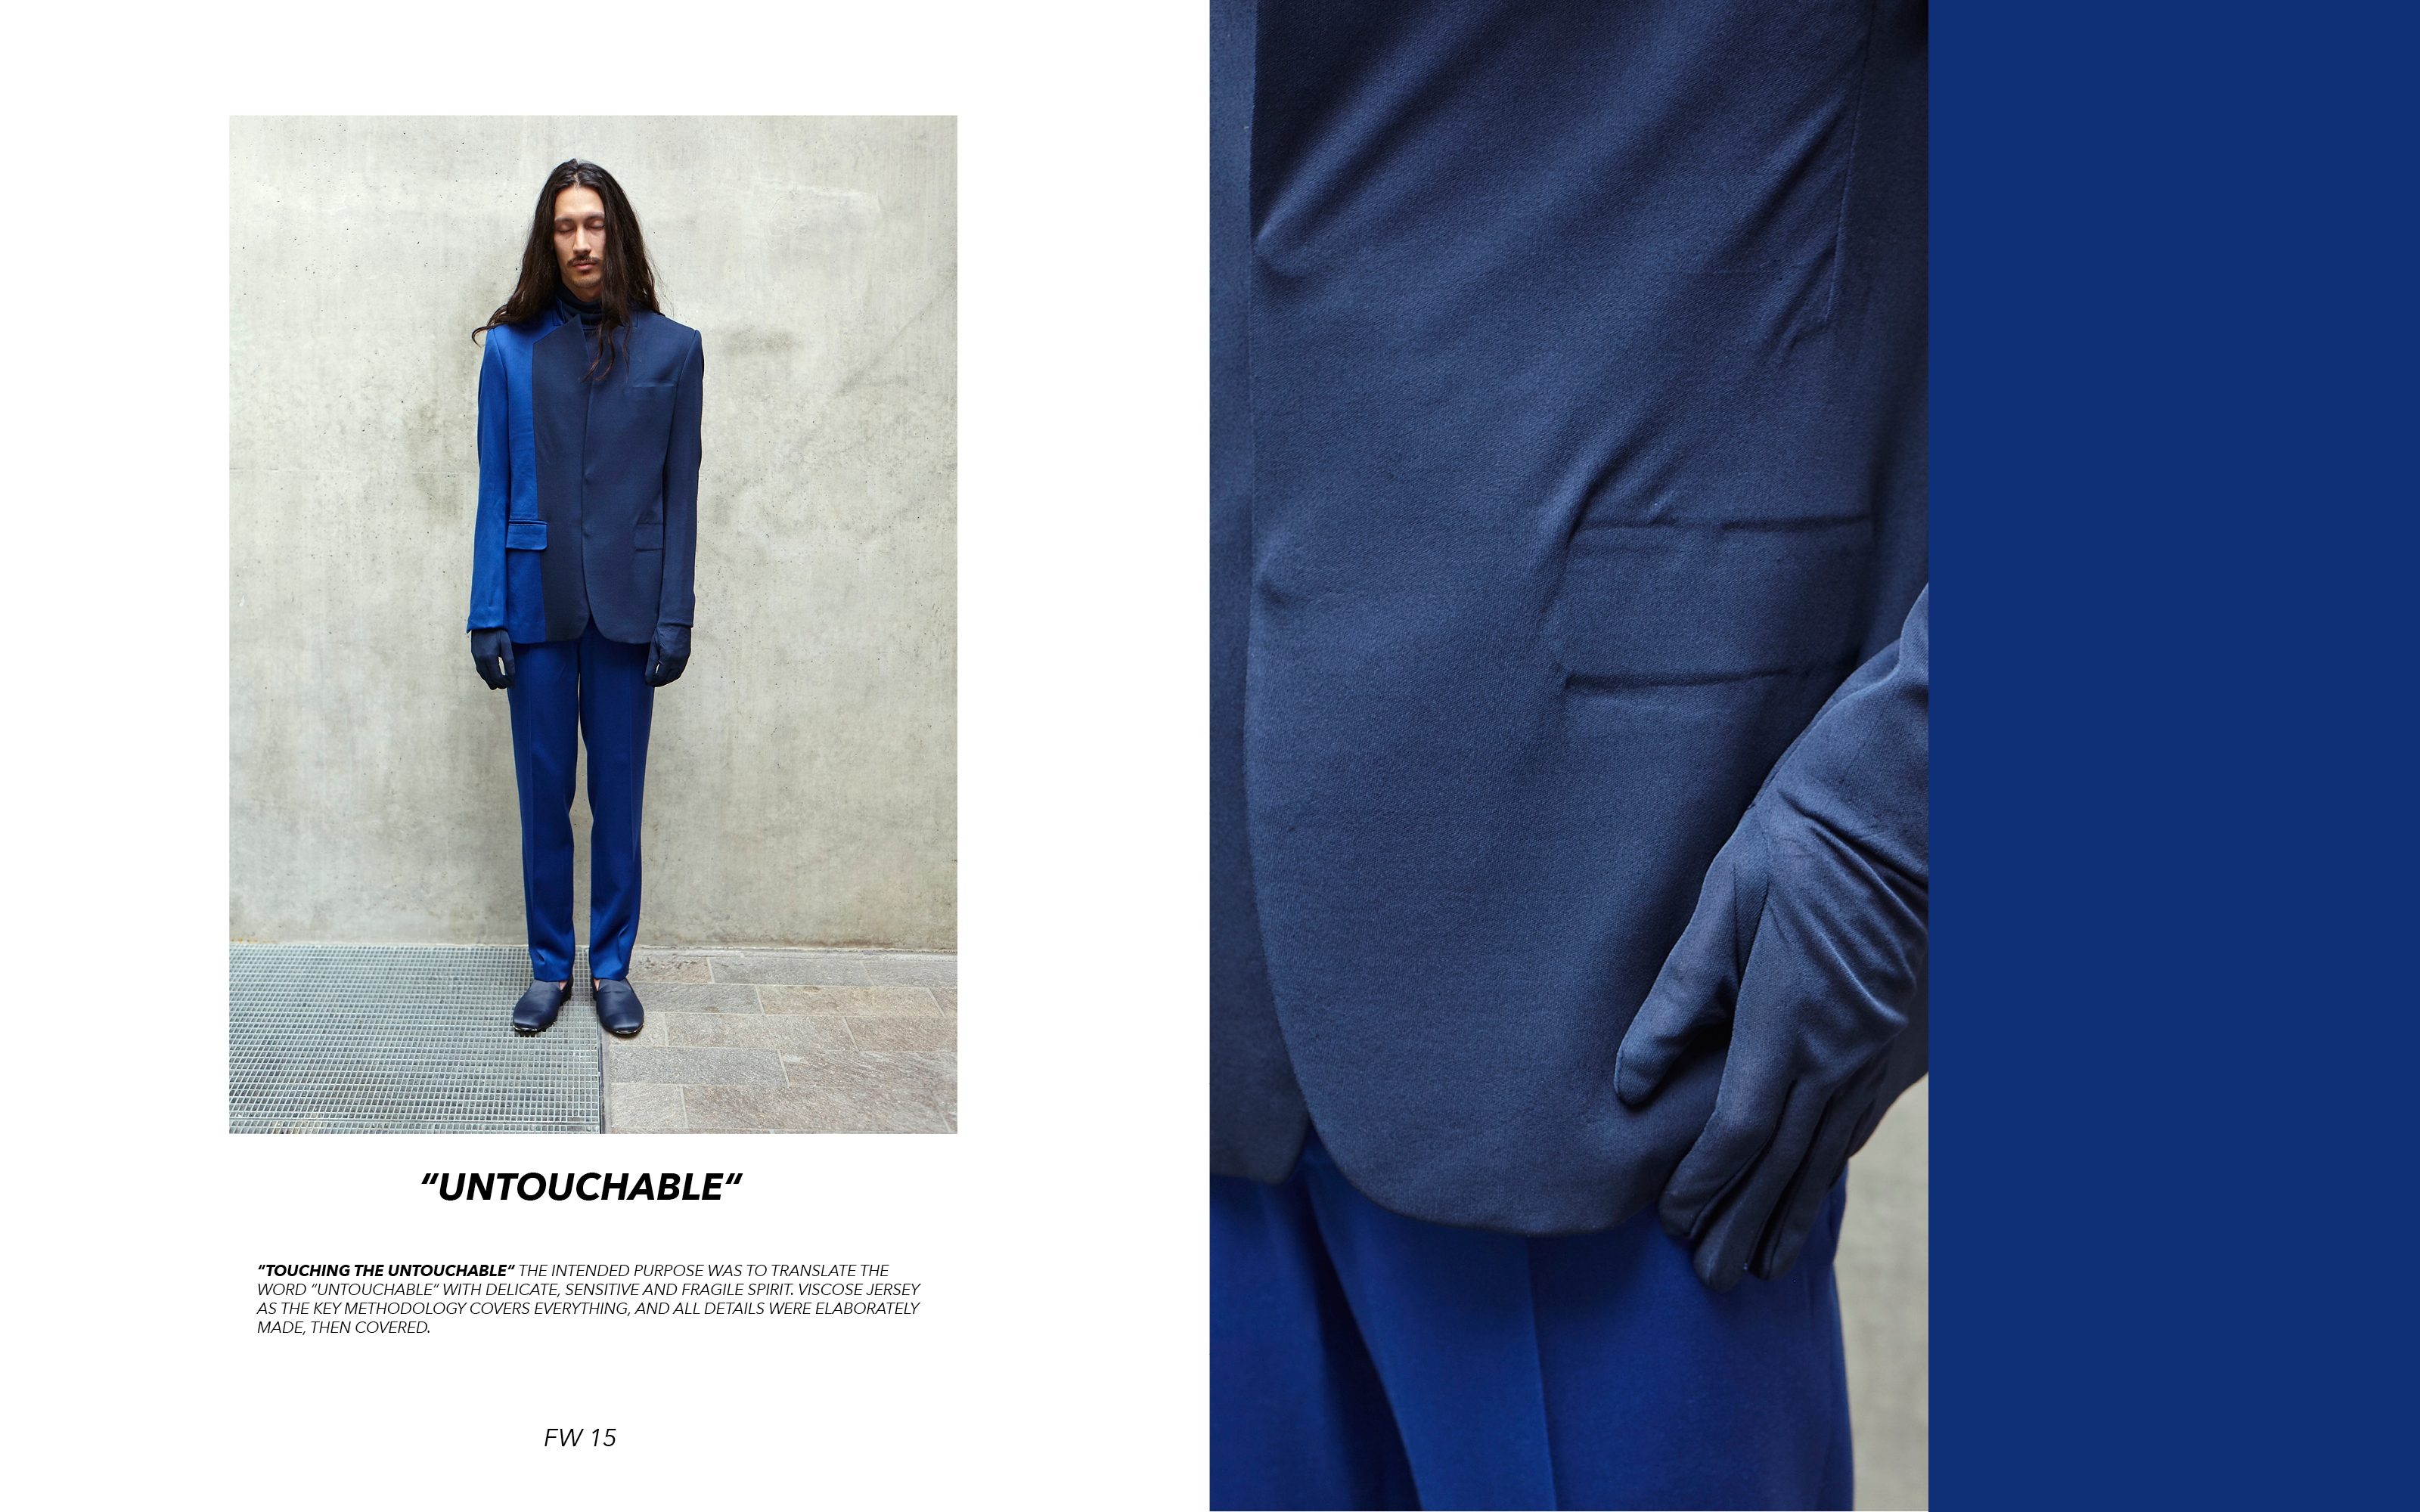 “UNTOUCHABLE“
“TOUCHING THE UNTOUCHABLE“ THE INTENDED PURPOSE WAS TO TRANSLATE THE
WORD “UNTOUCHABLE“ WITH DELICATE, SENSITIVE AND FRAGILE SPIRIT. VISCOSE JERSEY
AS THE KEY METHODOLOGY COVERS EVERYTHING, AND ALL DETAILS WERE ELABORATELY
MADE, THEN COVERED.
FW 15